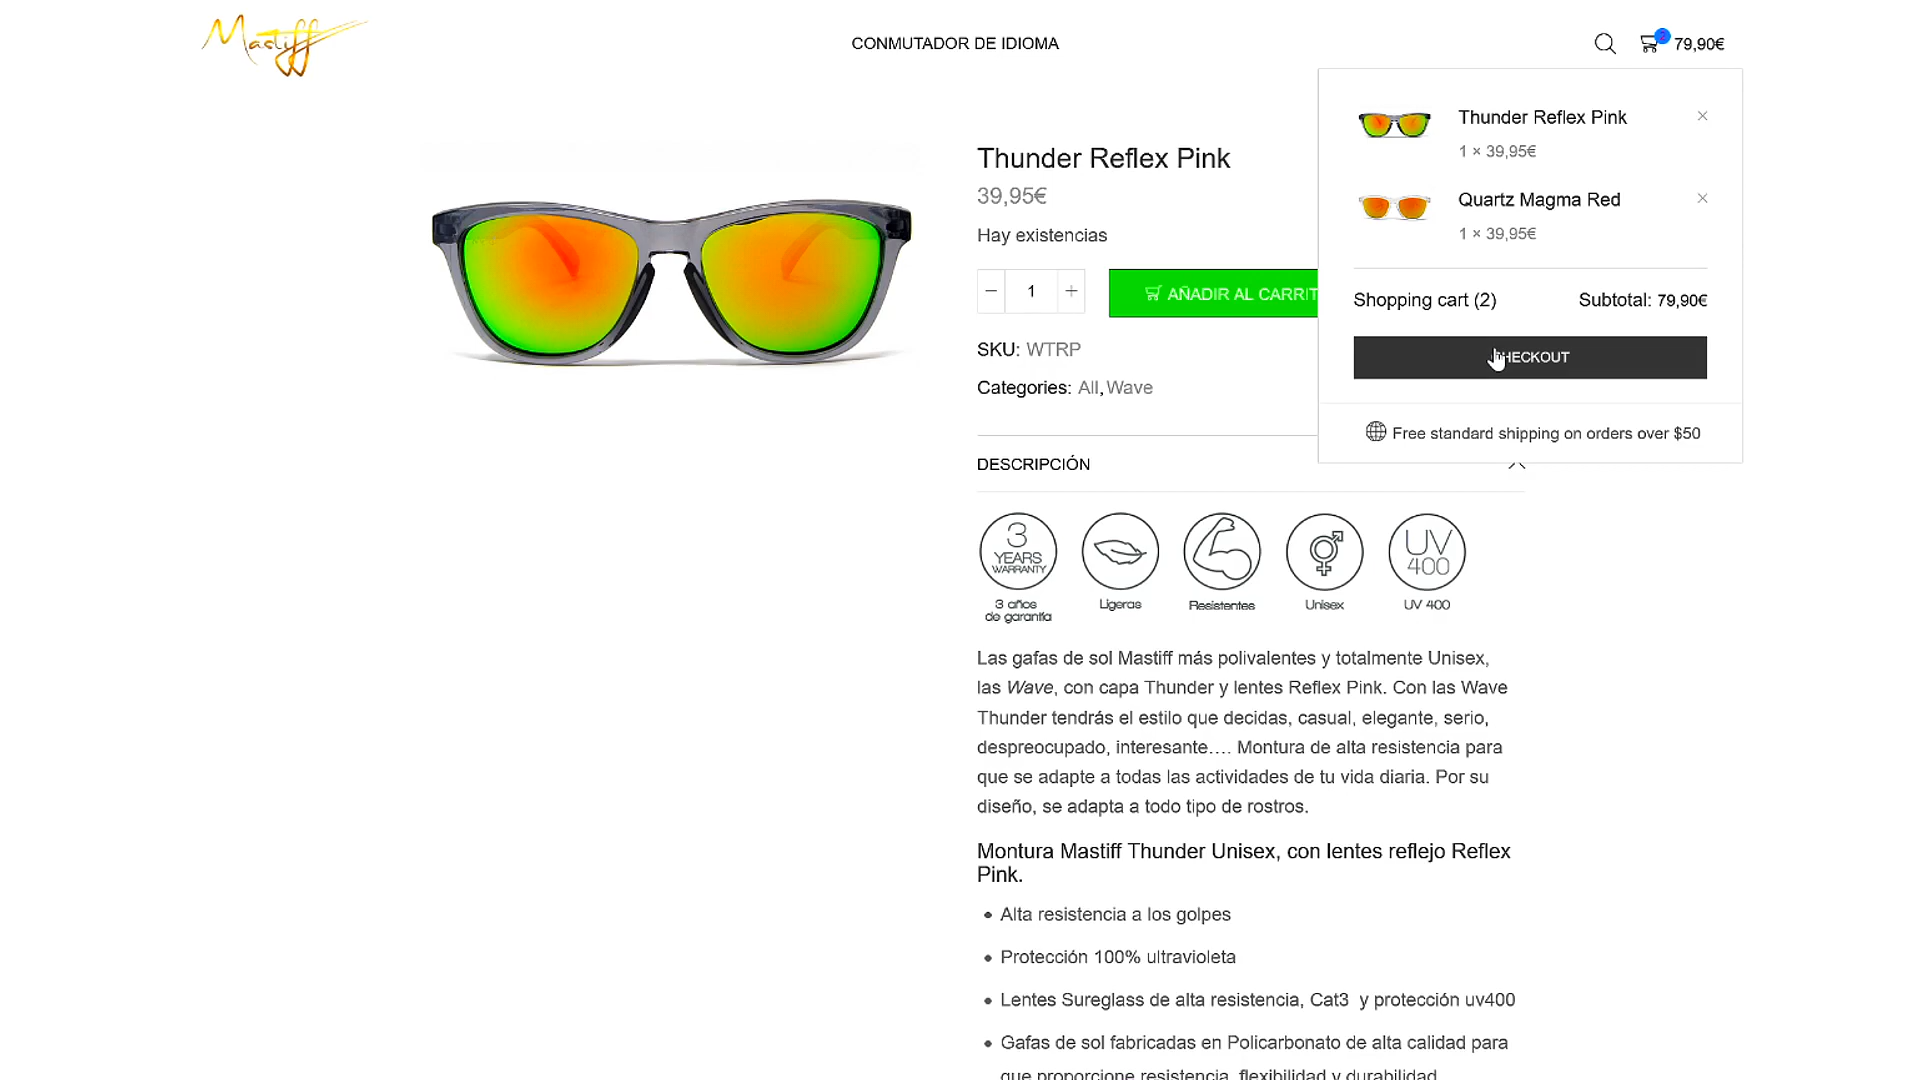 Mastiff
CONMUTADOR DE IDIOMA
2
79,90€
Thunder Reflex Pink
1 × 39,95€
Quartz Magma Red
1 × 39,95€
Shopping cart (2)
Subtotal: 79,90€
CHECKOUT
Free standard shipping on orders over $50
Thunder Reflex Pink
39,95€
Hay existencias
− 1 +
AÑADIR AL CARRIT
SKU: WTRP
Categories: All, Wave
DESCRIPCIÓN
3 YEARS WARRANTY
UV 400
3 años de garantía
Ligeras
Resistentes
Unisex
UV 400
Las gafas de sol Mastiff más polivalentes y totalmente Unisex,
las Wave, con capa Thunder y lentes Reflex Pink. Con las Wave
Thunder tendrás el estilo que decidas, casual, elegante, serio,
despreocupado, interesante…. Montura de alta resistencia para
que se adapte a todas las actividades de tu vida diaria. Por su
diseño, se adapta a todo tipo de rostros.
Montura Mastiff Thunder Unisex, con lentes reflejo Reflex
Pink.
• Alta resistencia a los golpes
• Protección 100% ultravioleta
• Lentes Sureglass de alta resistencia, Cat3 y protección uv400
• Gafas de sol fabricadas en Policarbonato de alta calidad para
que proporcione resistencia, flexibilidad y durabilidad